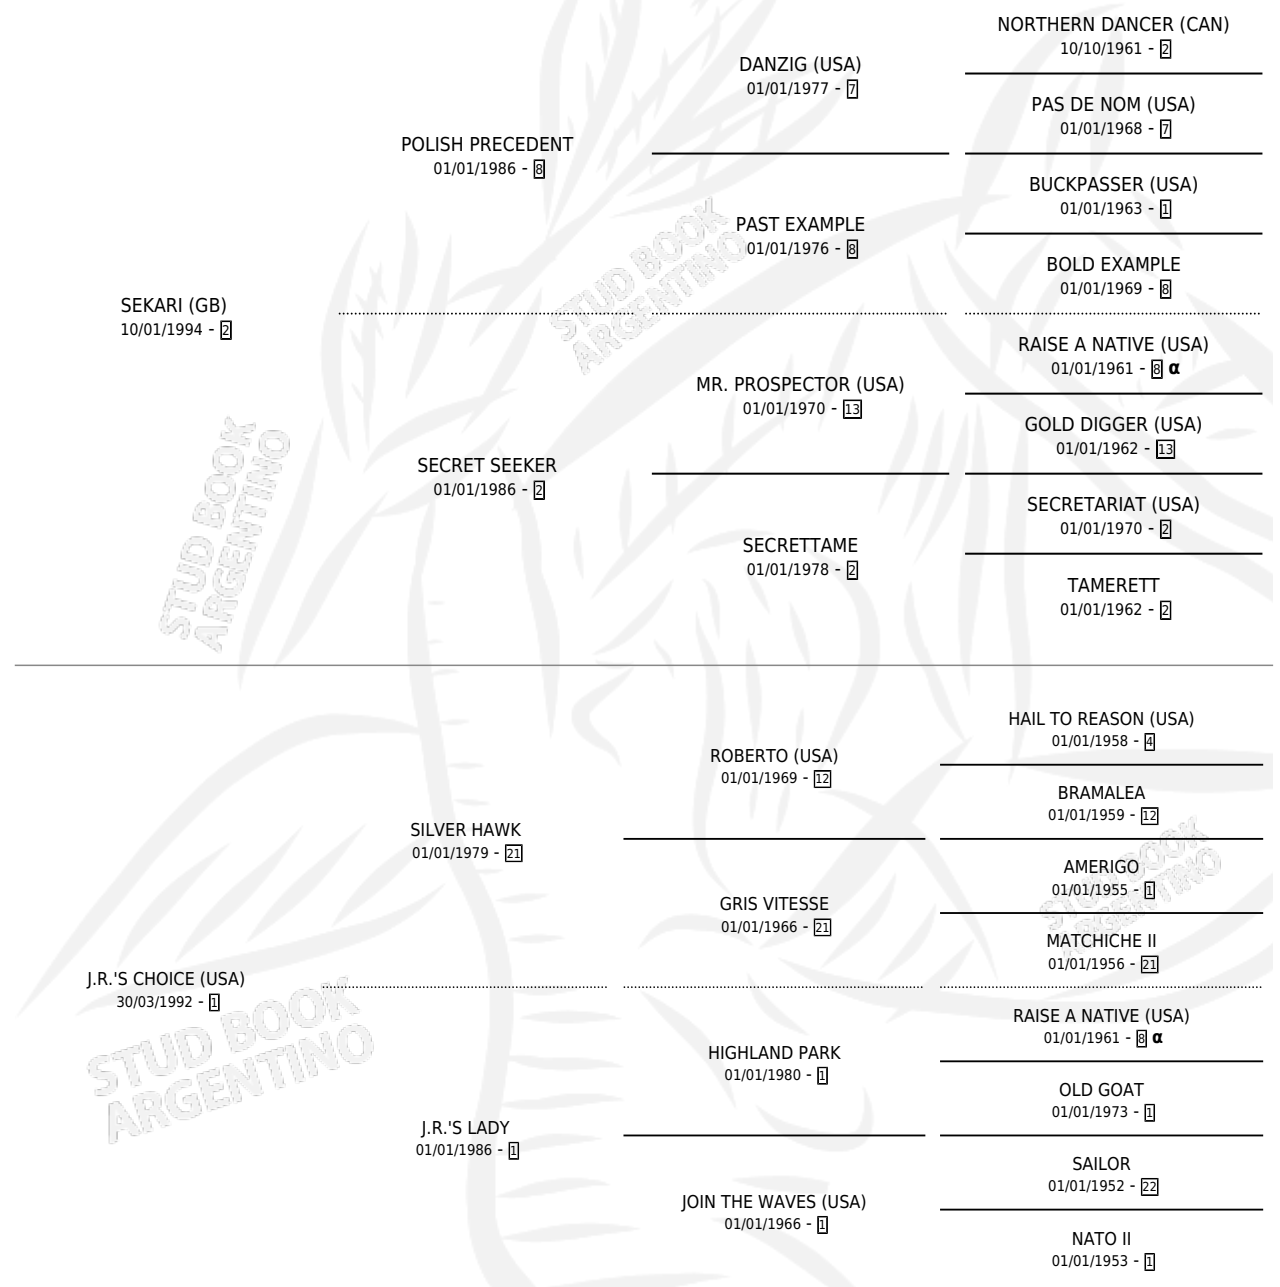 NORTHERN DANCER (CAN)
10/10/1961 - 2
DANZIG (USA)
01/01/1977 - 7
PAS DE NOM (USA)
01/01/1968 - 7
POLISH PRECEDENT
01/01/1986 - 8
BUCKPASSER (USA)
01/01/1963 - 1
PAST EXAMPLE
01/01/1976 - 8
BOLD EXAMPLE
01/01/1969 - 8
STUD BOOK
ARGENTINO
SEKARI (GB)
10/01/1994 - 2
RAISE A NATIVE (USA)
01/01/1961 - 8 α
MR. PROSPECTOR (USA)
01/01/1970 - 13
GOLD DIGGER (USA)
01/01/1962 - 13
SECRET SEEKER
01/01/1986 - 2
SECRETARIAT (USA)
01/01/1970 - 2
SECRETTAME
01/01/1978 - 2
TAMERETT
01/01/1962 - 2
STUD BOOK
ARGENTINO
HAIL TO REASON (USA)
01/01/1958 - 4
ROBERTO (USA)
01/01/1969 - 12
BRAMALEA
01/01/1959 - 12
SILVER HAWK
01/01/1979 - 21
AMERIGO
01/01/1955 - 1
GRIS VITESSE
01/01/1966 - 21
MATCHICHE II
01/01/1956 - 21
STUD BOOK
ARGENTINO
J.R.'S CHOICE (USA)
30/03/1992 - 1
RAISE A NATIVE (USA)
01/01/1961 - 8 α
HIGHLAND PARK
01/01/1980 - 1
OLD GOAT
01/01/1973 - 1
STUD BOOK
ARGENTINO
J.R.'S LADY
01/01/1986 - 1
SAILOR
01/01/1952 - 22
JOIN THE WAVES (USA)
01/01/1966 - 1
NATO II
01/01/1953 - 1